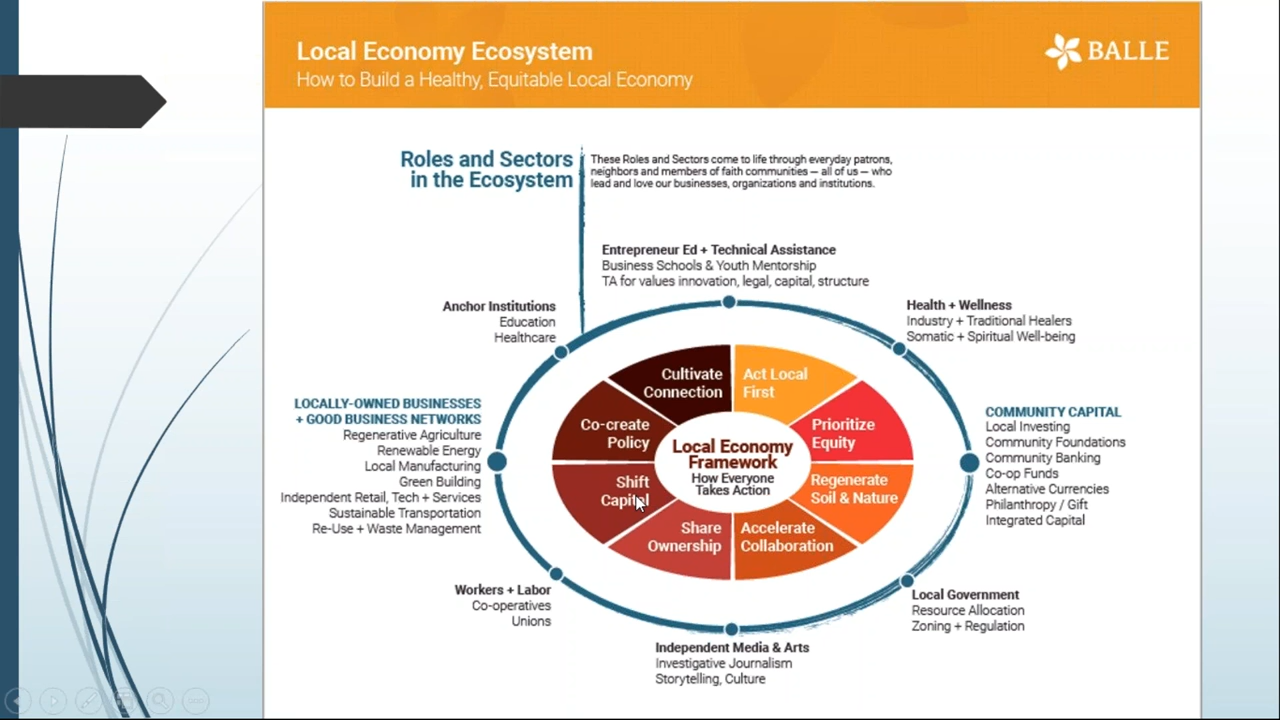 Local Economy Ecosystem
How to Build a Healthy, Equitable Local Economy
BALLE
Roles and Sectors
in the Ecosystem
These Roles and Sectors come to life through everyday patrons,
neighbors and members of faith communities — all of us — who
lead and love our businesses, organizations and institutions.
Entrepreneur Ed + Technical Assistance
Business Schools & Youth Mentorship
TA for values innovation, legal, capital, structure
Anchor Institutions
Education
Healthcare
Health + Wellness
Industry + Traditional Healers
Somatic + Spiritual Well-being
LOCALLY-OWNED BUSINESSES
+ GOOD BUSINESS NETWORKS
Regenerative Agriculture
Renewable Energy
Local Manufacturing
Green Building
Independent Retail, Tech + Services
Sustainable Transportation
Re-Use + Waste Management
Cultivate
Connection
Act Local
First
Co-create
Policy
Prioritize
Equity
Local Economy
Framework
How Everyone
Takes Action
Shift
Capital
Regenerate
Soil & Nature
Share
Ownership
Accelerate
Collaboration
COMMUNITY CAPITAL
Local Investing
Community Foundations
Community Banking
Co-op Funds
Alternative Currencies
Philanthropy / Gift
Integrated Capital
Workers + Labor
Co-operatives
Unions
Local Government
Resource Allocation
Zoning + Regulation
Independent Media & Arts
Investigative Journalism
Storytelling, Culture